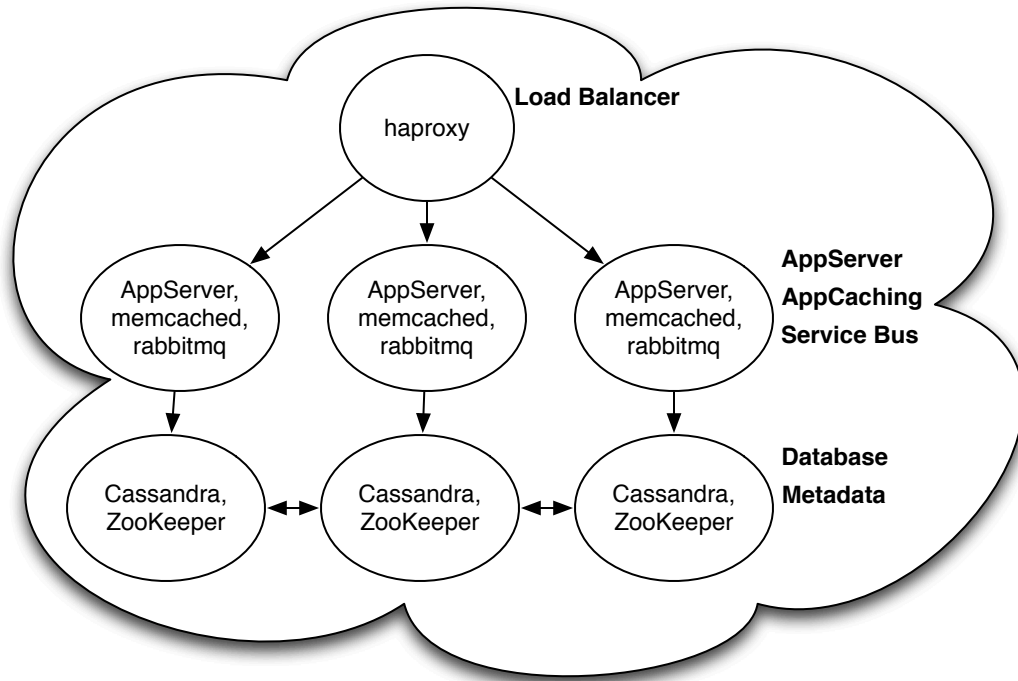 Load Balancer
haproxy
AppServer,
memcached,
rabbitmq
AppServer,
memcached,
rabbitmq
AppServer,
memcached,
rabbitmq
AppServer
AppCaching
Service Bus
Cassandra,
ZooKeeper
Cassandra,
ZooKeeper
Cassandra,
ZooKeeper
Database
Metadata